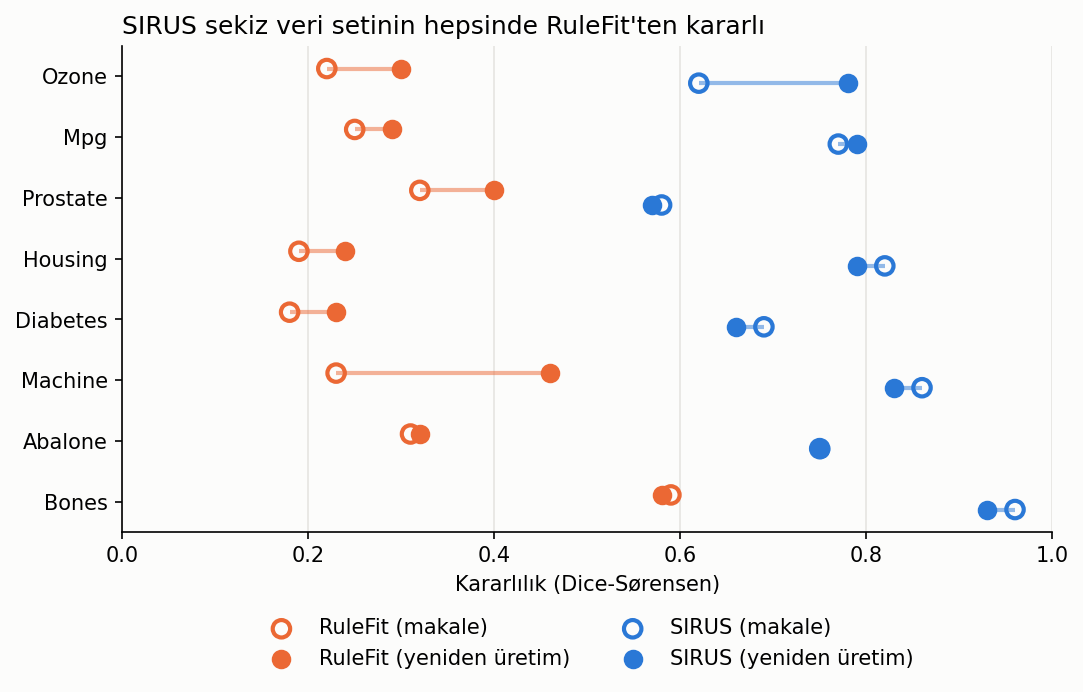 SIRUS sekiz veri setinin hepsinde RuleFit'ten kararlı
Ozone
Mpg
Prostate
Housing
Diabetes
Machine
Abalone
Bones
0.0 0.2 0.4 0.6 0.8 1.0
Kararlılık (Dice-Sørensen)
RuleFit (makale) SIRUS (makale)
RuleFit (yeniden üretim) SIRUS (yeniden üretim)